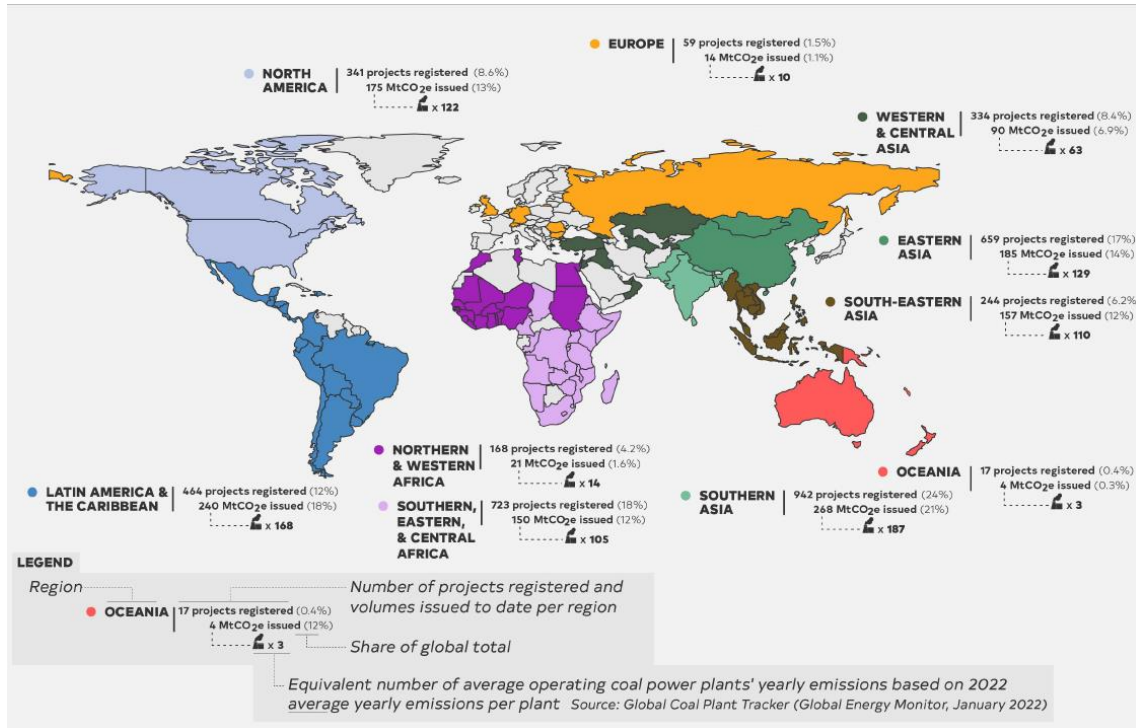 EUROPE
59 projects registered (1.5%)
14 MtCO2e issued (1.1%)
x 10
NORTH
AMERICA
341 projects registered (8.6%)
175 MtCO2e issued (13%)
x 122
WESTERN
& CENTRAL
ASIA
334 projects registered (8.4%)
90 MtCO2e issued (6.9%)
x 63
EASTERN
ASIA
659 projects registered (17%)
185 MtCO2e issued (14%)
x 129
SOUTH-EASTERN
ASIA
244 projects registered (6.2%
157 MtCO2e issued (12%)
x 110
NORTHERN
& WESTERN
AFRICA
168 projects registered (4.2%)
21 MtCO2e issued (1.6%)
x 14
OCEANIA
17 projects registered (0.4%)
4 MtCO2e issued (0.3%)
x 3
LATIN AMERICA &
THE CARIBBEAN
464 projects registered (12%)
240 MtCO2e issued (18%)
x 168
SOUTHERN,
EASTERN,
& CENTRAL
AFRICA
723 projects registered (18%)
150 MtCO2e issued (12%)
x 105
SOUTHERN
ASIA
942 projects registered (24%)
268 MtCO2e issued (21%)
x 187
LEGEND
Region
Number of projects registered and
volumes issued to date per region
OCEANIA
17 projects registered (0.4%)
4 MtCO2e issued (12%)
x 3
Share of global total
Equivalent number of average operating coal power plants' yearly emissions based on 2022
average yearly emissions per plant Source: Global Coal Plant Tracker (Global Energy Monitor, January 2022)